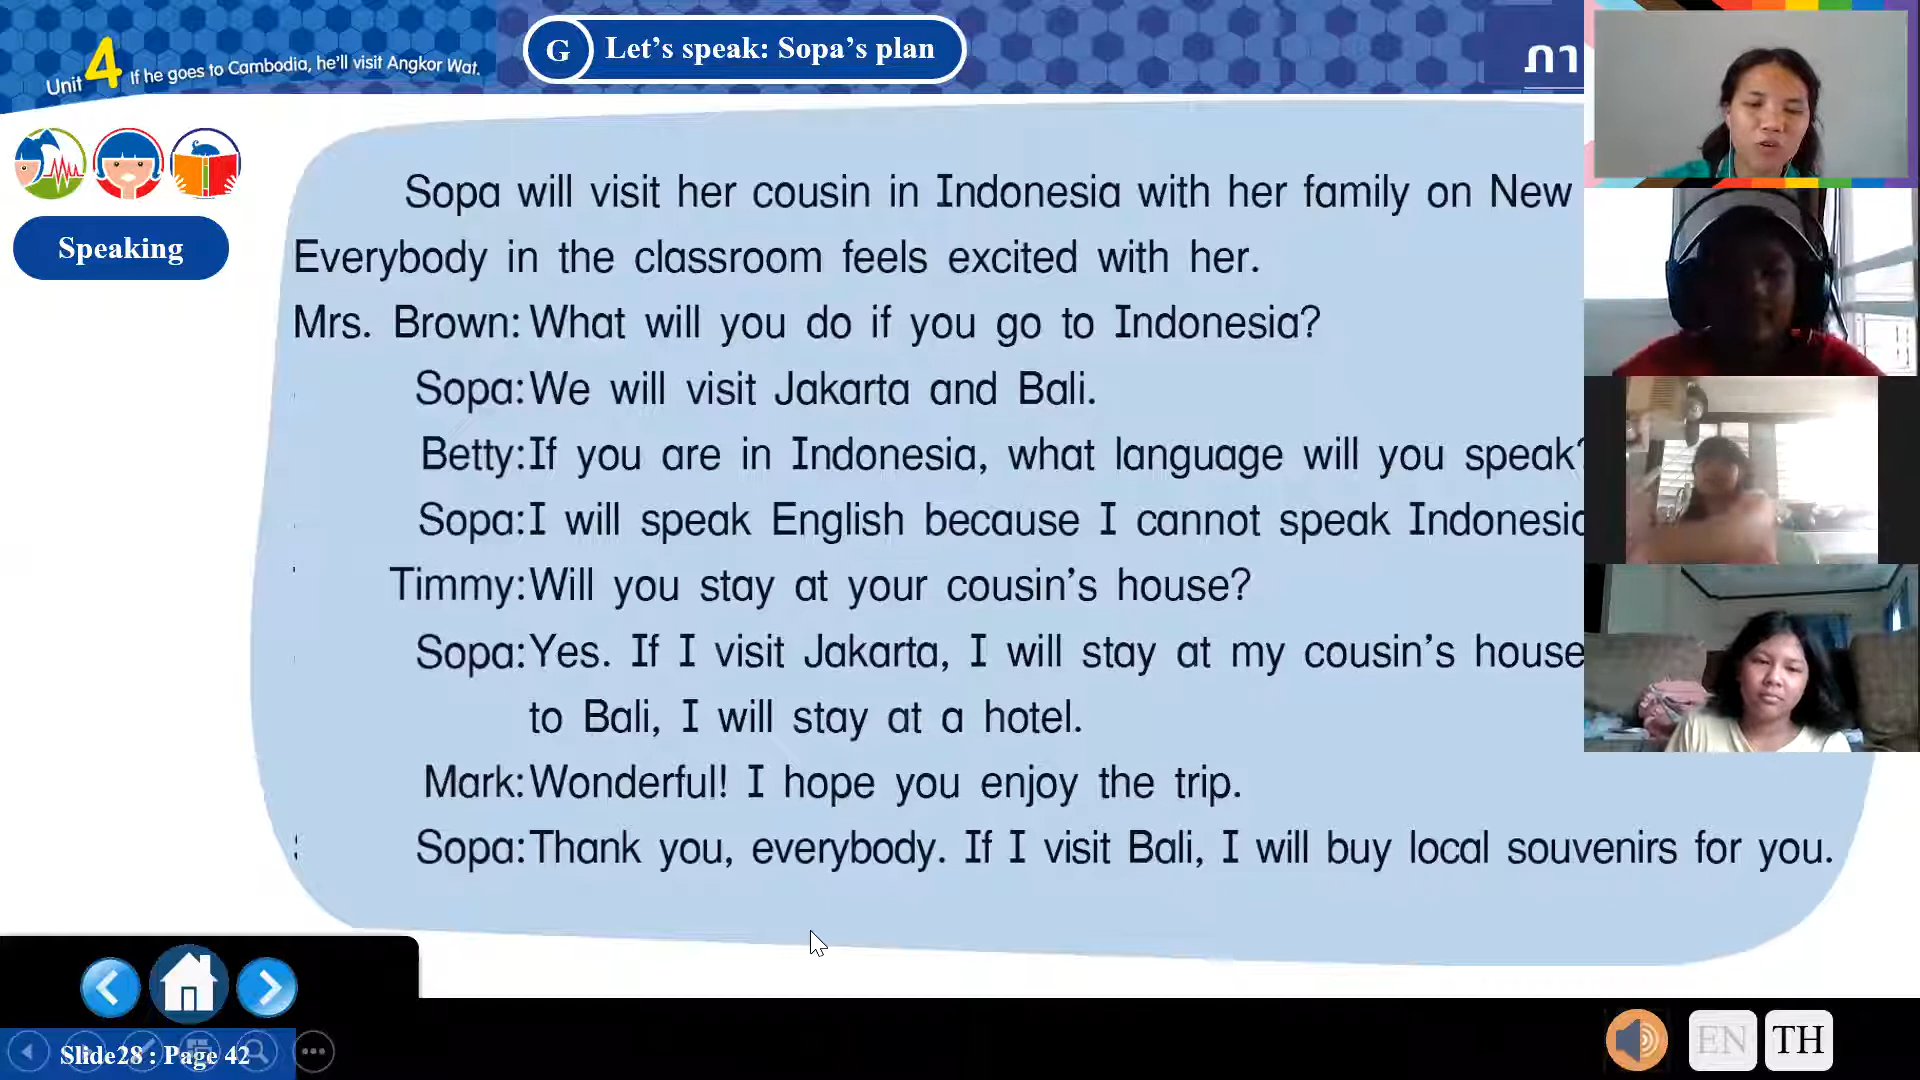 Unit 4 If he goes to Cambodia, he'll visit Angkor Wat.
G Let's speak: Sopa's plan
ภา
Speaking
Sopa will visit her cousin in Indonesia with her family on New
Everybody in the classroom feels excited with her.
Mrs. Brown: What will you do if you go to Indonesia?
Sopa: We will visit Jakarta and Bali.
Betty: If you are in Indonesia, what language will you speak?
Sopa: I will speak English because I cannot speak
Timmy: Will you stay at your cousin's house?
Sopa: Yes. If I visit Jakarta, I will stay at my cousin's house
to Bali, I will stay at a hotel.
Mark: Wonderful! I hope you enjoy the trip.
Sopa: Thank you, everybody. If I visit Bali, I will buy local souvenirs for you.
Slide28 : Page 42
EN
TH